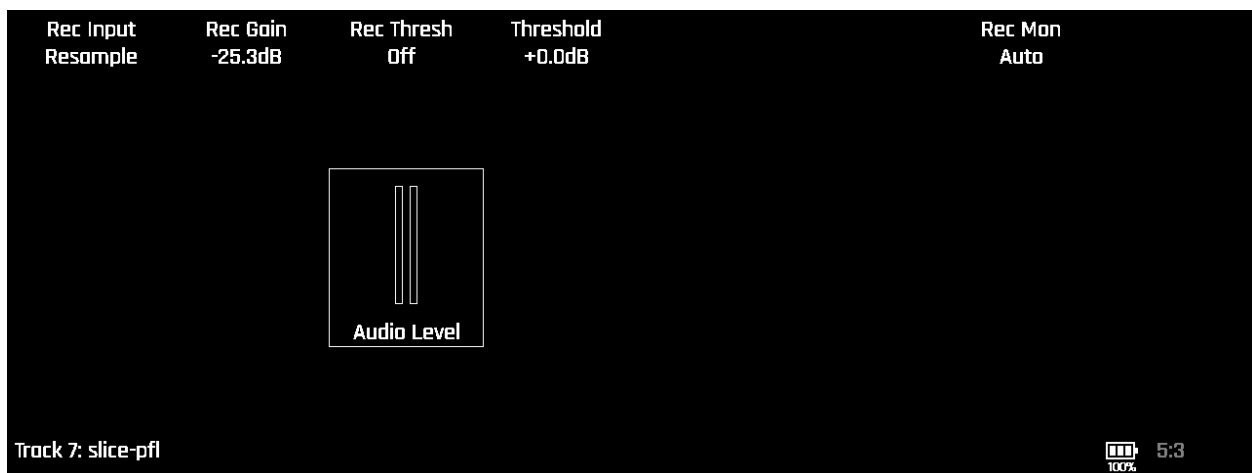 Rec Input Rec Gain Rec Thresh Threshold Rec Mon
Resample -25.3dB Off +0.0dB Auto
Audio Level
Track 7: slice-pfl 5:3
100%